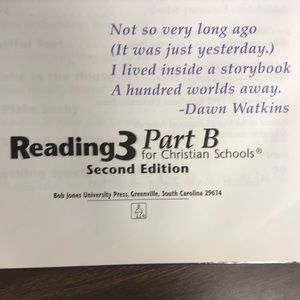 Not so very long ago
(It was just yesterday.)
I lived inside a storybook
A hundred worlds away.
-Dawn Watkins
Reading3 Part B
for Christian Schools®
Second Edition
Bob Jones University Press, Greenville, South Carolina 29614